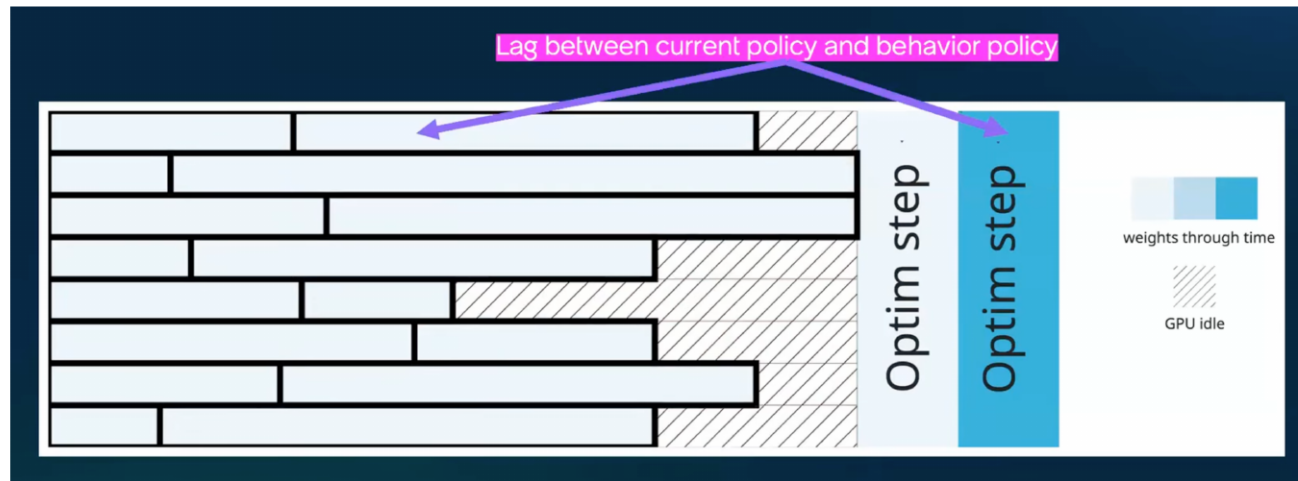 Lag between current policy and behavior policy
Optim step
Optim step
weights through time
GPU idle